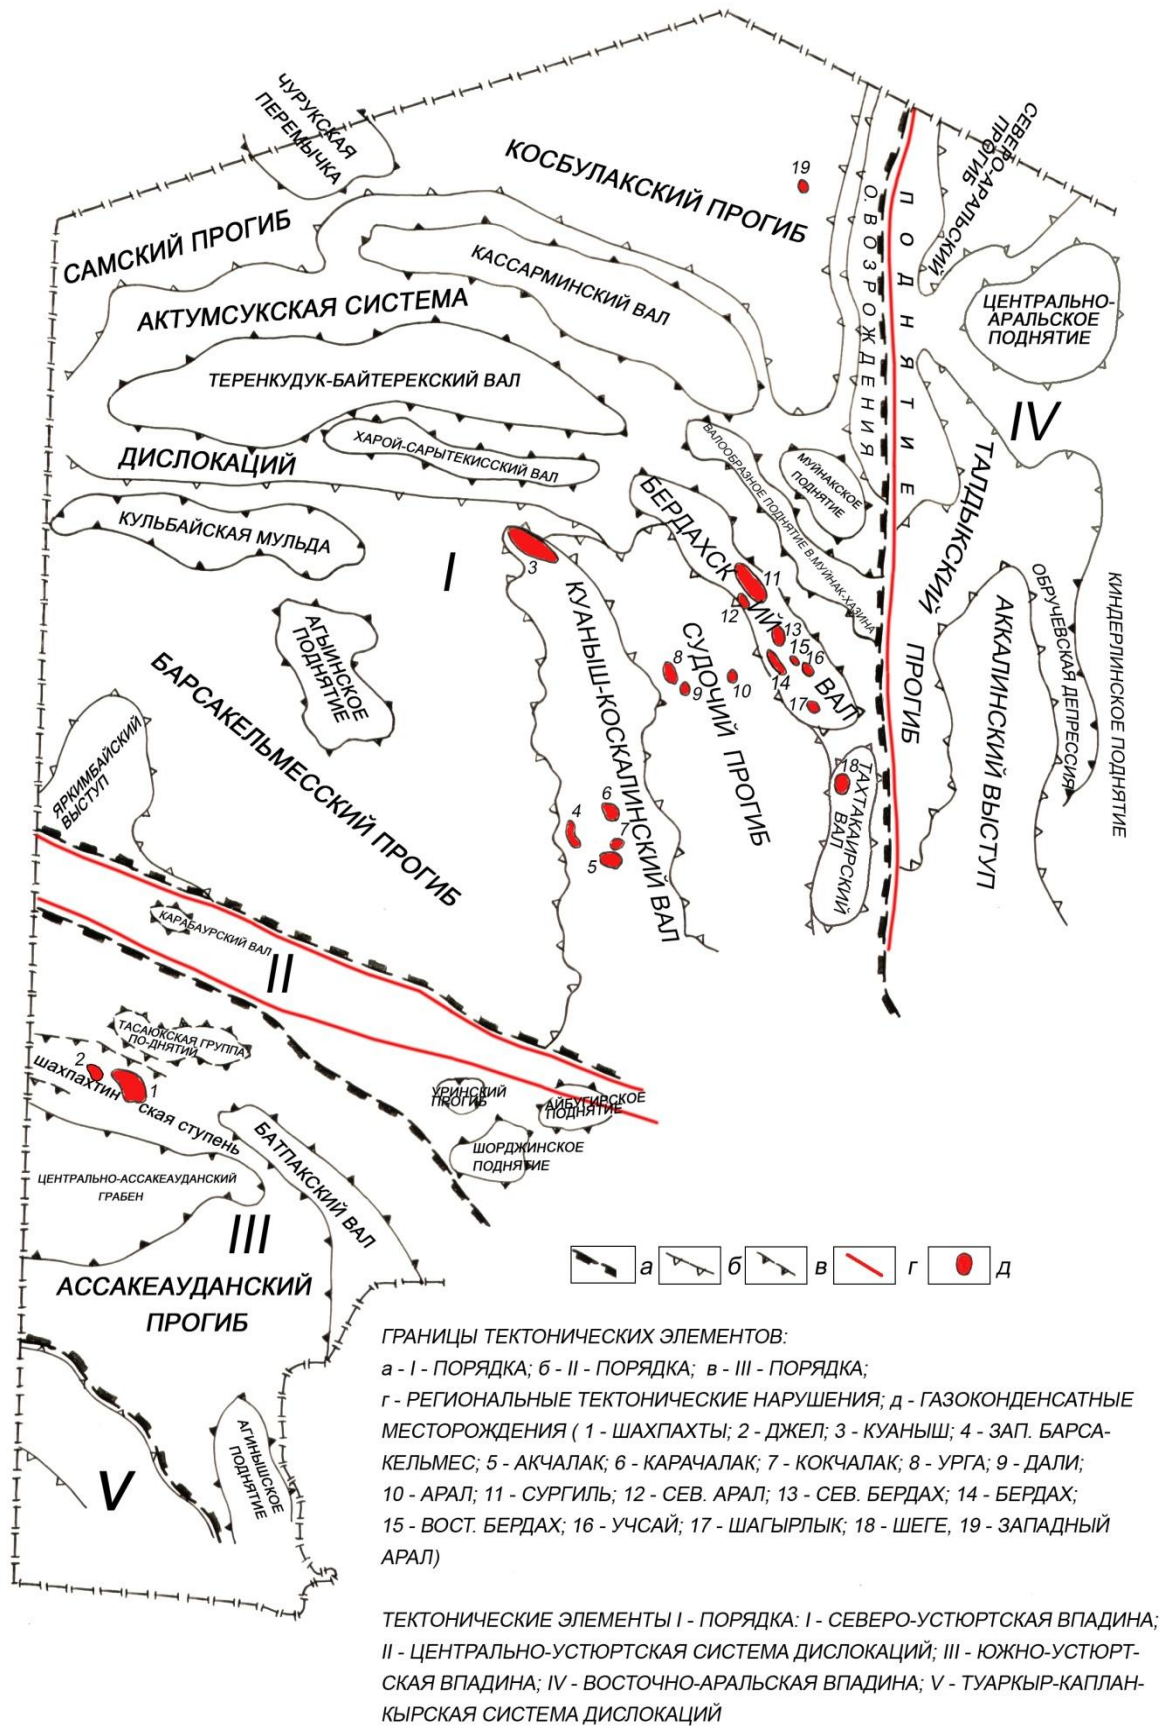 ЧУРУКСКАЯ
ПЕРЕМЫЧКА
КОСБУЛАКСКИЙ ПРОГИБ
19
СЕВЕРО-АРАЛЬСКИЙ
ПРОГИБ
САМСКИЙ ПРОГИБ
О. ВОЗРОЖДЕНИЯ
ПОДНЯТИЕ
КАССАРМИНСКИЙ ВАЛ
АКТУМСУКСКАЯ СИСТЕМА
ЦЕНТРАЛЬНО-
АРАЛЬСКОЕ
ПОДНЯТИЕ
ТЕРЕНКУДУК-БАЙТЕРЕКСКИЙ ВАЛ
IV
ХАРОЙ-САРЫТЕКИССКИЙ ВАЛ
ДИСЛОКАЦИЙ
ВАЛООБРАЗНОЕ ПОДНЯТИЕ В.МУЙНАК-ХАЗИНА
МУЙНАКСКОЕ
ПОДНЯТИЕ
ТАЛДЫКСКИЙ
ПРОГИБ
КУЛЬБАЙСКАЯ МУЛЬДА
БЕРДАХСК
ИЙ
ВАЛ
I
3
11
12
13
15
16
14
17
КУАНЫШ-КОСКАЛИНСКИЙ ВАЛ
СУДОЧИЙ ПРОГИБ
8
9
10
АККАЛИНСКИЙ ВЫСТУП
ОБРУЧЕВСКАЯ ДЕПРЕССИЯ
КИНДЕРЛИНСКОЕ ПОДНЯТИЕ
АГЫИНСКОЕ
ПОДНЯТИЕ
БАРСАКЕЛЬМЕССКИЙ ПРОГИБ
ЯРКИМБАЙСКИЙ
ВЫСТУП
18
ТАХТАКАИРСКИЙ
ВАЛ
6
4
7
5
КАРАБАУРСКИЙ ВАЛ
II
ТАСАЮКСКАЯ ГРУППА
ПО-ДНЯТИЙ
2
1
шахпахтин
ская ступень
УРИНСКИЙ
ПРОГИБ
АЙБУГИРСКОЕ
ПОДНЯТИЕ
БАТПАКСКИЙ ВАЛ
ШОРДЖИНСКОЕ
ПОДНЯТИЕ
ЦЕНТРАЛЬНО-АССАКЕАУДАНСКИЙ
ГРАБЕН
III
АССАКЕАУДАНСКИЙ
ПРОГИБ
АГИНЫШСКОЕ
ПОДНЯТИЕ
V
а б в г д
ГРАНИЦЫ ТЕКТОНИЧЕСКИХ ЭЛЕМЕНТОВ:
а - I - ПОРЯДКА; б - II - ПОРЯДКА; в - III - ПОРЯДКА;
г - РЕГИОНАЛЬНЫЕ ТЕКТОНИЧЕСКИЕ НАРУШЕНИЯ; д - ГАЗОКОНДЕНСАТНЫЕ
МЕСТОРОЖДЕНИЯ ( 1 - ШАХПАХТЫ; 2 - ДЖЕЛ; 3 - КУАНЫШ; 4 - ЗАП. БАРСА-
КЕЛЬМЕС; 5 - АКЧАЛАК; 6 - КАРАЧАЛАК; 7 - КОКЧАЛАК; 8 - УРГА; 9 - ДАЛИ;
10 - АРАЛ; 11 - СУРГИЛЬ; 12 - СЕВ. АРАЛ; 13 - СЕВ. БЕРДАХ; 14 - БЕРДАХ;
15 - ВОСТ. БЕРДАХ; 16 - УЧСАЙ; 17 - ШАГЫРЛЫК; 18 - ШЕГЕ, 19 - ЗАПАДНЫЙ
АРАЛ)
ТЕКТОНИЧЕСКИЕ ЭЛЕМЕНТЫ I - ПОРЯДКА: I - СЕВЕРО-УСТЮРТСКАЯ ВПАДИНА;
II - ЦЕНТРАЛЬНО-УСТЮРТСКАЯ СИСТЕМА ДИСЛОКАЦИЙ; III - ЮЖНО-УСТЮРТ-
СКАЯ ВПАДИНА; IV - ВОСТОЧНО-АРАЛЬСКАЯ ВПАДИНА; V - ТУАРКЫР-КАПЛАН-
КЫРСКАЯ СИСТЕМА ДИСЛОКАЦИЙ